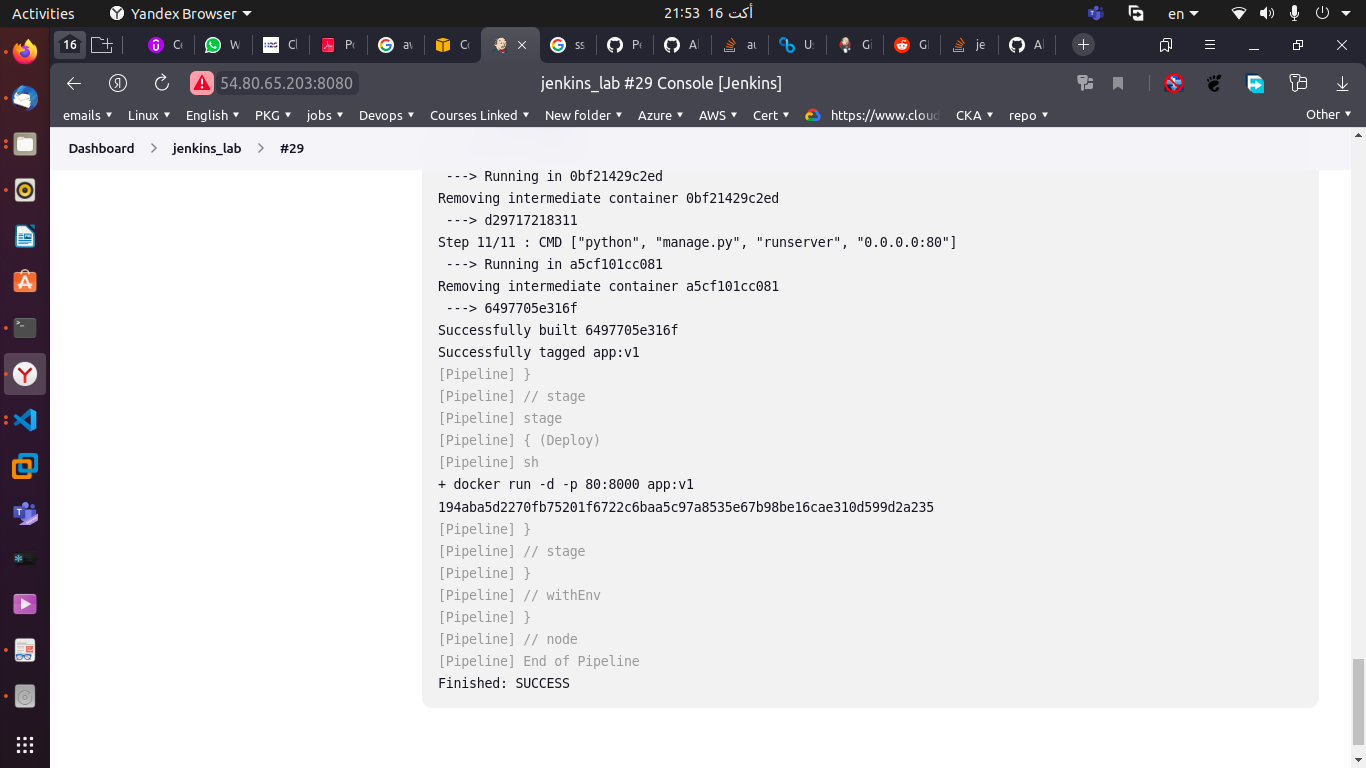 Activities
Yandex Browser
21:53 16 أكت
en
16
Co
W
Cl
Po
av
Co
ss
Po
Al
au
Us
Gi
Gl
je
Al
54.80.65.203:8080
jenkins_lab #29 Console [Jenkins]
emails
Linux
English
PKG
jobs
Devops
Courses Linked
New folder
Azure
AWS
Cert
https://www.cloud
CKA
repo
Other
Dashboard
jenkins_lab
#29
---> Running in 0bf21429c2ed
Removing intermediate container 0bf21429c2ed
---> d29717218311
Step 11/11 : CMD ["python", "manage.py", "runserver", "0.0.0.0:80"]
---> Running in a5cf101cc081
Removing intermediate container a5cf101cc081
---> 6497705e316f
Successfully built 6497705e316f
Successfully tagged app:v1
[Pipeline] }
[Pipeline] // stage
[Pipeline] stage
[Pipeline] { (Deploy)
[Pipeline] sh
+ docker run -d -p 80:8000 app:v1
194aba5d2270fb75201f6722c6baa5c97a8535e67b98be16cae310d599d2a235
[Pipeline] }
[Pipeline] // stage
[Pipeline] }
[Pipeline] // withEnv
[Pipeline] }
[Pipeline] // node
[Pipeline] End of Pipeline
Finished: SUCCESS